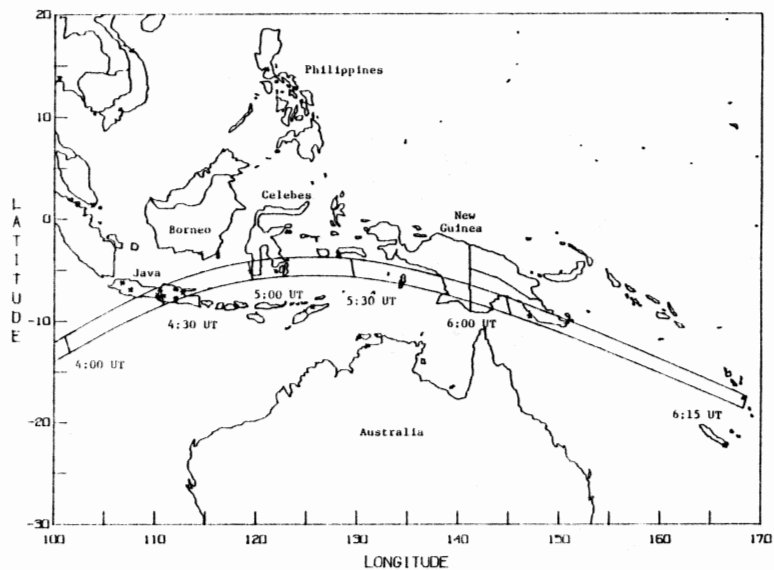 20
Philippines
10
Celebes
New
Guinea
0
LATITUDE
Borneo
Java
5:00 UT
5:30 UT
-10
4:30 UT
6:00 UT
4:00 UT
6:15 UT
-20
Australia
-30
100
110
120
130
140
150
160
170
LONGITUDE